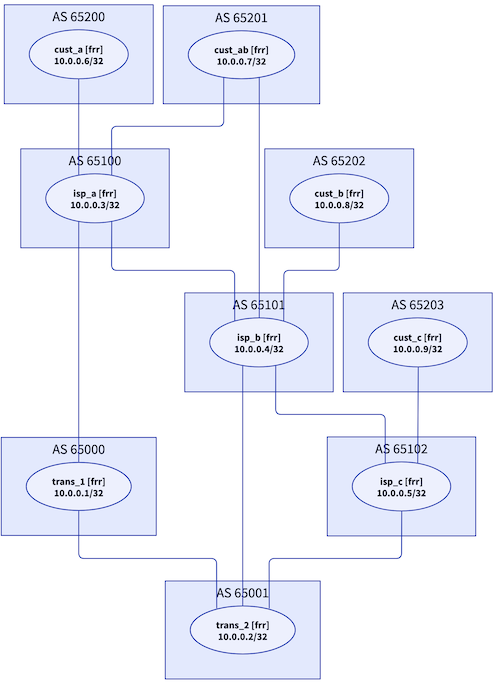 AS 65200
cust_a [frr]
10.0.0.6/32
AS 65201
cust_ab [frr]
10.0.0.7/32
AS 65100
isp_a [frr]
10.0.0.3/32
AS 65202
cust_b [frr]
10.0.0.8/32
AS 65101
isp_b [frr]
10.0.0.4/32
AS 65203
cust_c [frr]
10.0.0.9/32
AS 65000
trans_1 [frr]
10.0.0.1/32
AS 65102
isp_c [frr]
10.0.0.5/32
AS 65001
trans_2 [frr]
10.0.0.2/32